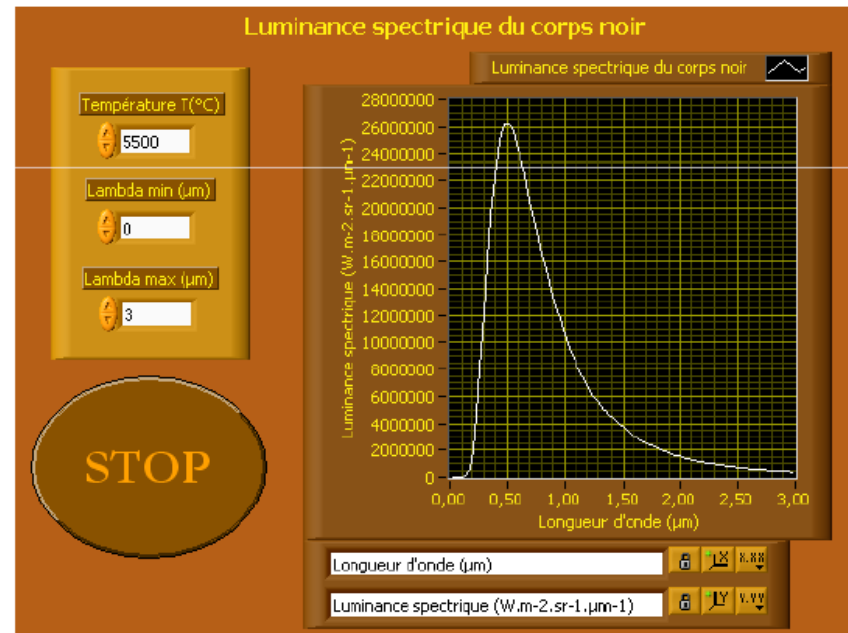 Luminance spectrique du corps noir
Température T(°C)
5500
Lambda min (µm)
0
Lambda max (µm)
3
STOP
Luminance spectrique du corps noir
Luminance spectrique (W.m-2.sr-1.µm-1)
28000000
26000000
24000000
22000000
20000000
18000000
16000000
14000000
12000000
10000000
8000000
6000000
4000000
2000000
0
0,00 0,50 1,00 1,50 2,00 2,50 3,00
Longueur d'onde (µm)
Longueur d'onde (µm) X X.XX
Luminance spectrique (W.m-2.sr-1.µm-1) Y Y.YY